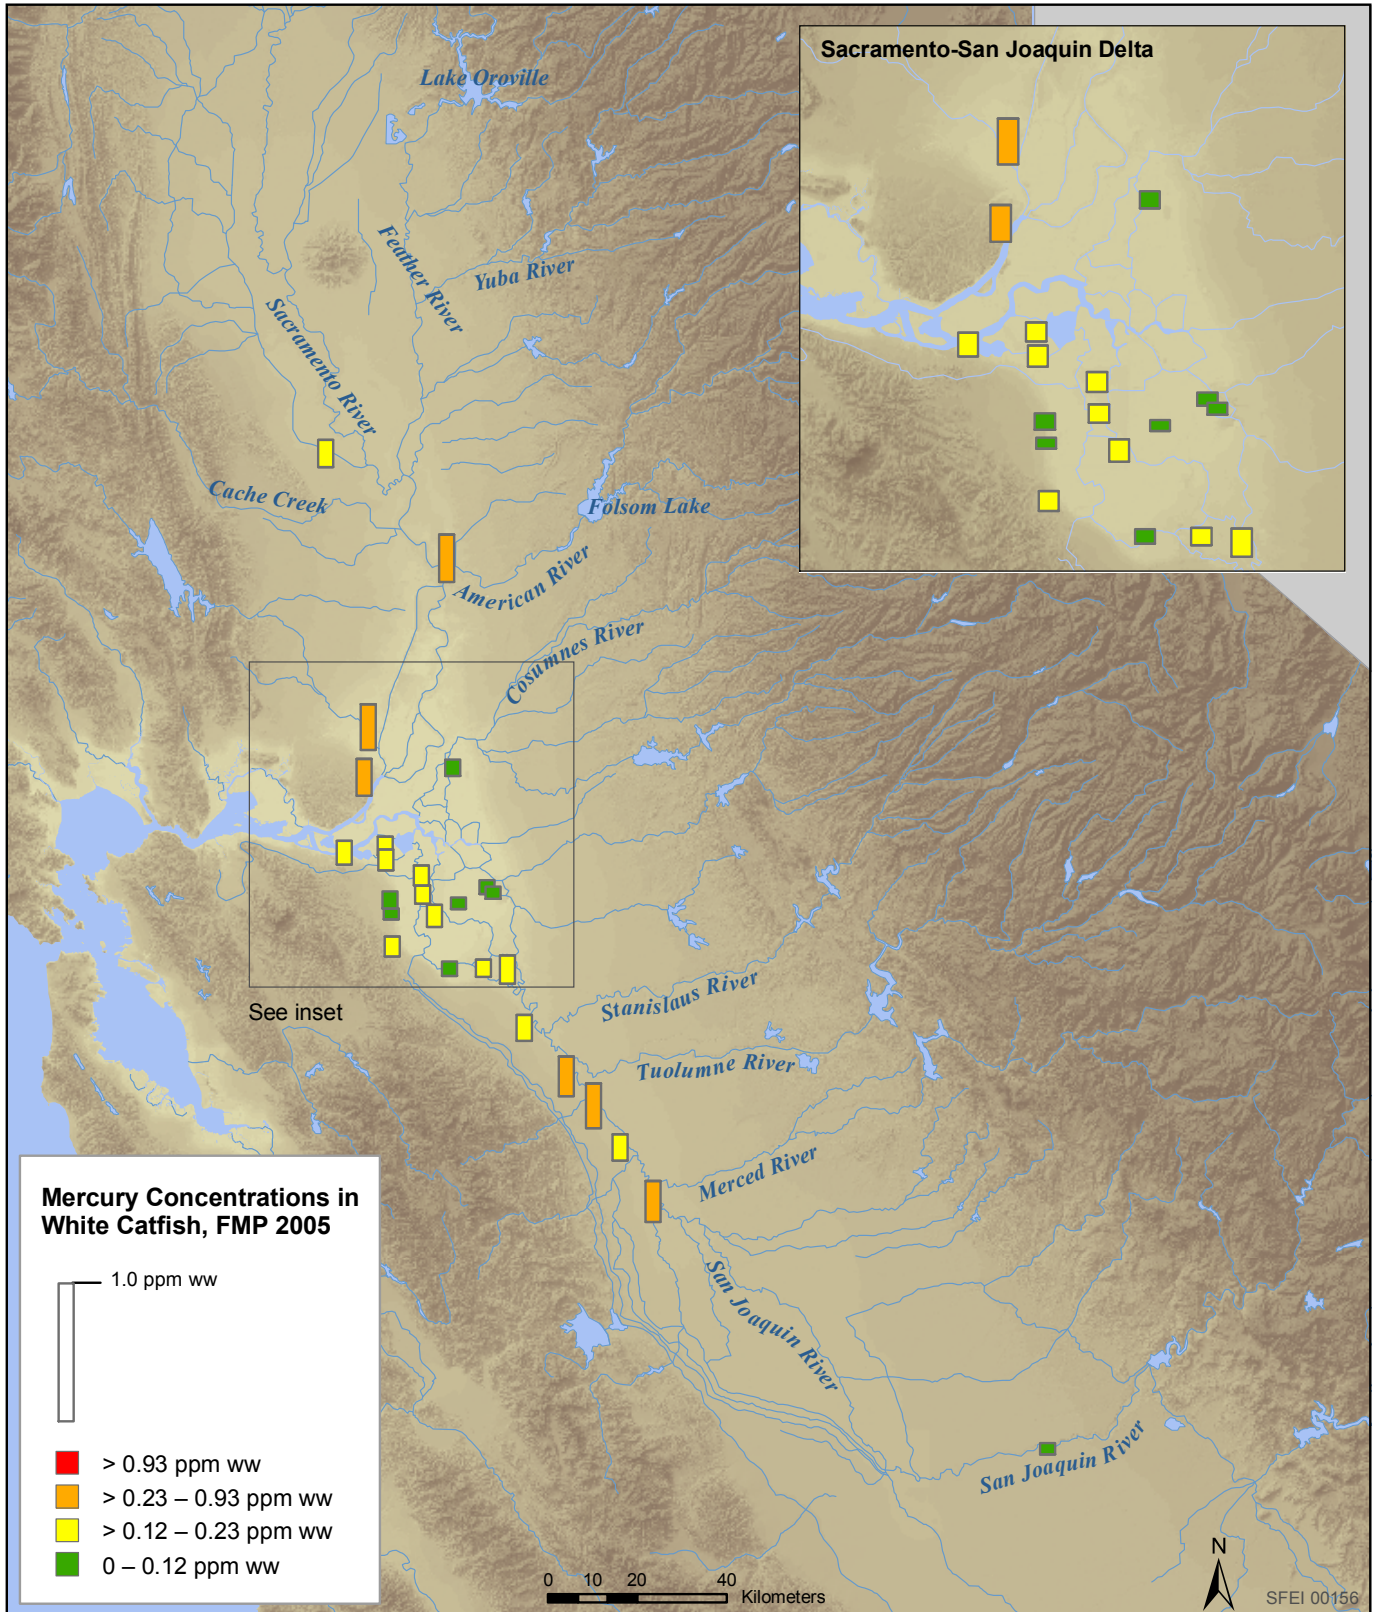 Sacramento-San Joaquin Delta
Lake Oroville
Feather River
Yuba River
Sacramento River
Cache Creek
Folsom Lake
American River
Cosumnes River
See inset
Stanislaus River
Tuolumne River
Merced River
San Joaquin River
San Joaquin River
Mercury Concentrations in
White Catfish, FMP 2005
1.0 ppm ww
> 0.93 ppm ww
> 0.23 – 0.93 ppm ww
> 0.12 – 0.23 ppm ww
0 – 0.12 ppm ww
0 10 20 40
Kilometers
N
SFEI 00156